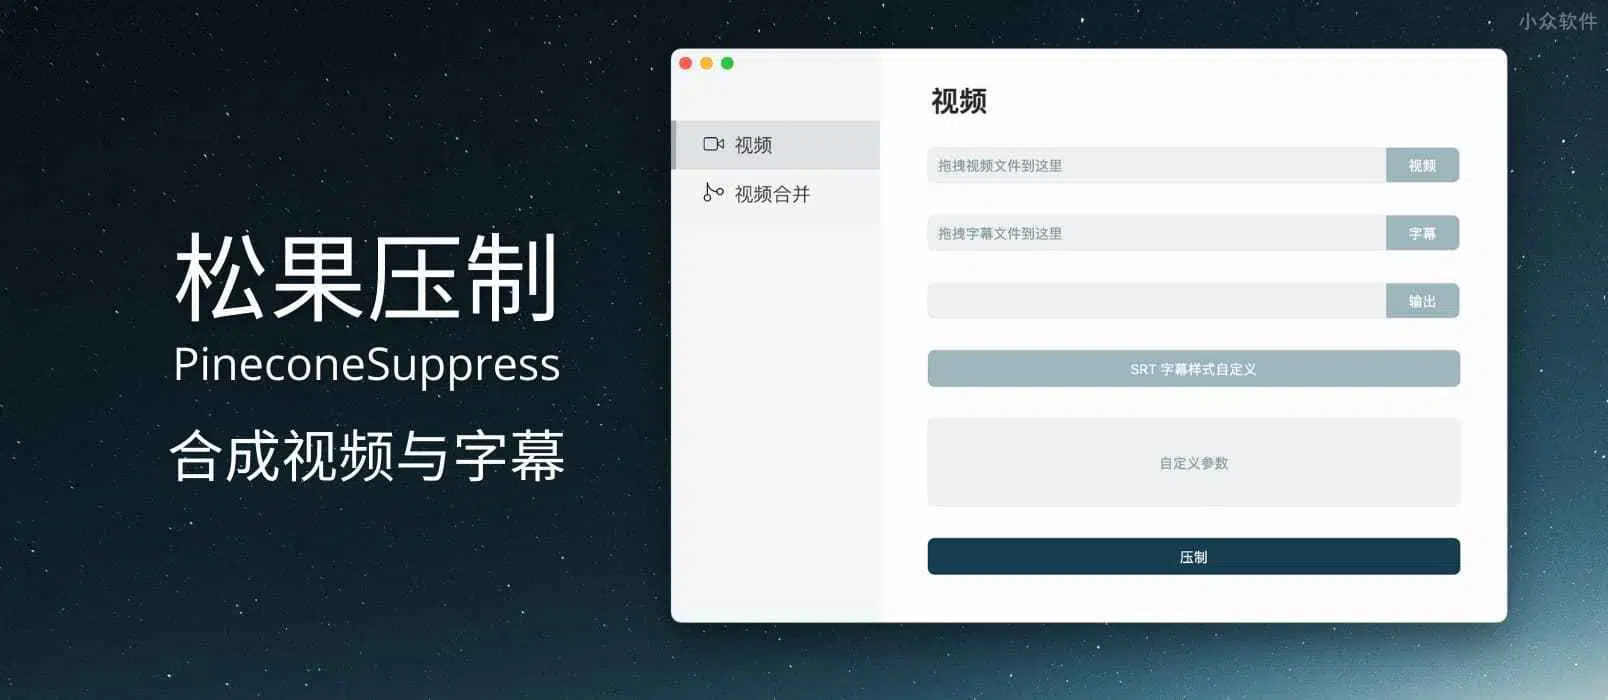 小众软件
松果压制
PineconeSuppress
合成视频与字幕
视频
视频合并
视频
拖拽视频文件到这里 视频
拖拽字幕文件到这里 字幕
输出
SRT 字幕样式自定义
自定义参数
压制